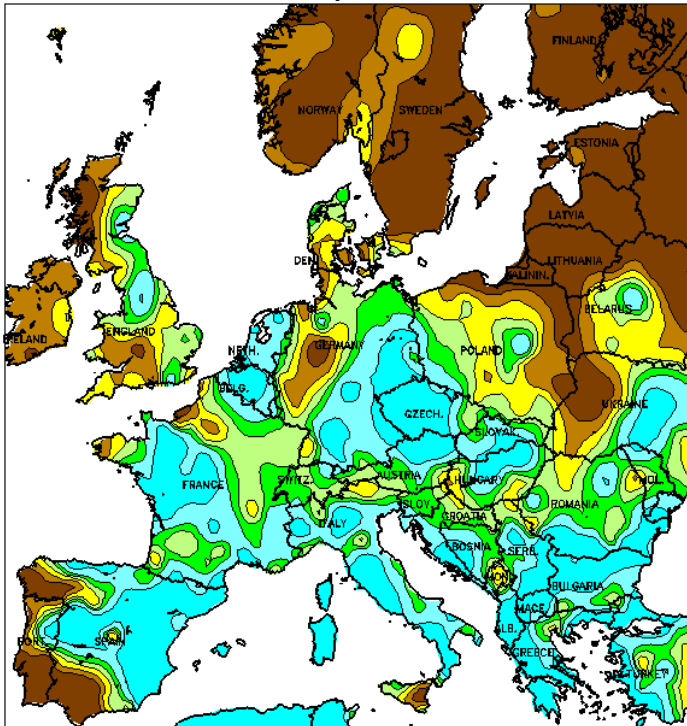 FINLAND
NORWAY
SWEDEN
ESTONIA
LATVIA
LITHUANIA
KALININ.
DEN.
BELARUS
IRELAND
ENGLAND
NETH.
GERMANY
POLAND
BELG.
UKRAINE
CZECH.
SLOVAK.
FRANCE
SWITZ.
AUSTRIA
HUNGARY
MOL.
ROMANIA
SLOV.
CROATIA
ITALY
BOSNIA
SERB.
MON.
BULGARIA
MACE.
PORT.
SPAIN
ALB.
GREECE
TURKEY